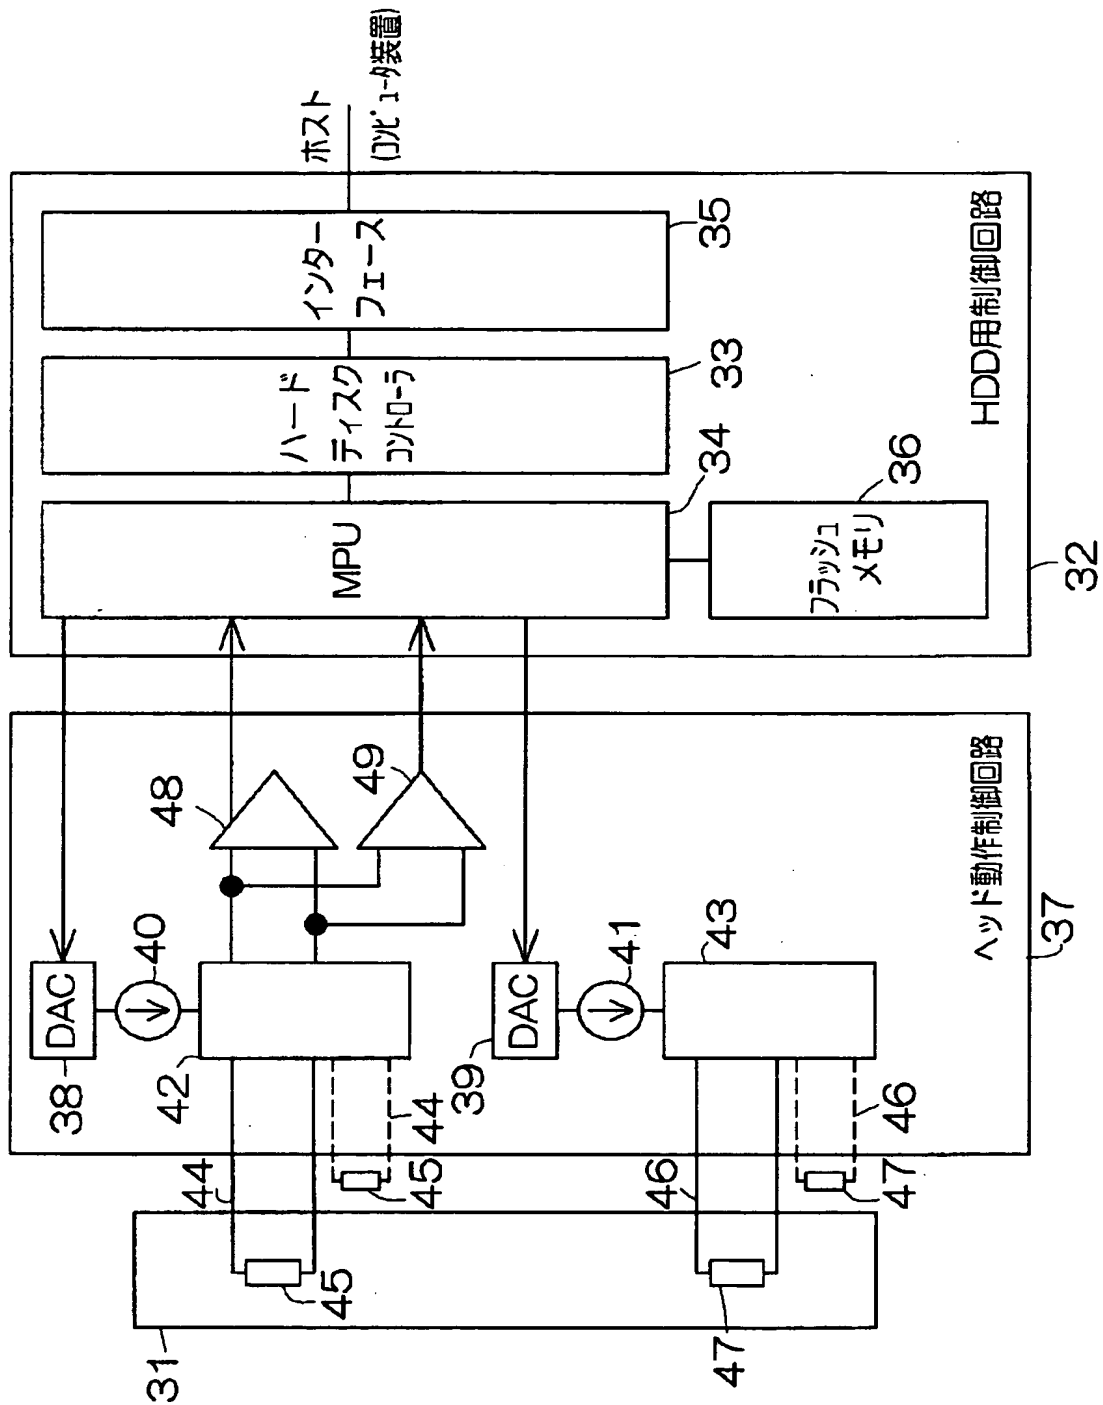 ホスト
(ｺﾝﾋﾟｭｰﾀ装置)
インター
フェース
35
ハード
ディスク
ｺﾝﾄﾛｰﾗ
33
MPU
34
フラッシュ
メモリ
36
HDD用制御回路
32
48
49
DAC
38
40
42
DAC
39
41
43
ヘッド動作制御回路
37
44
44
45
45
46
46
47
47
31